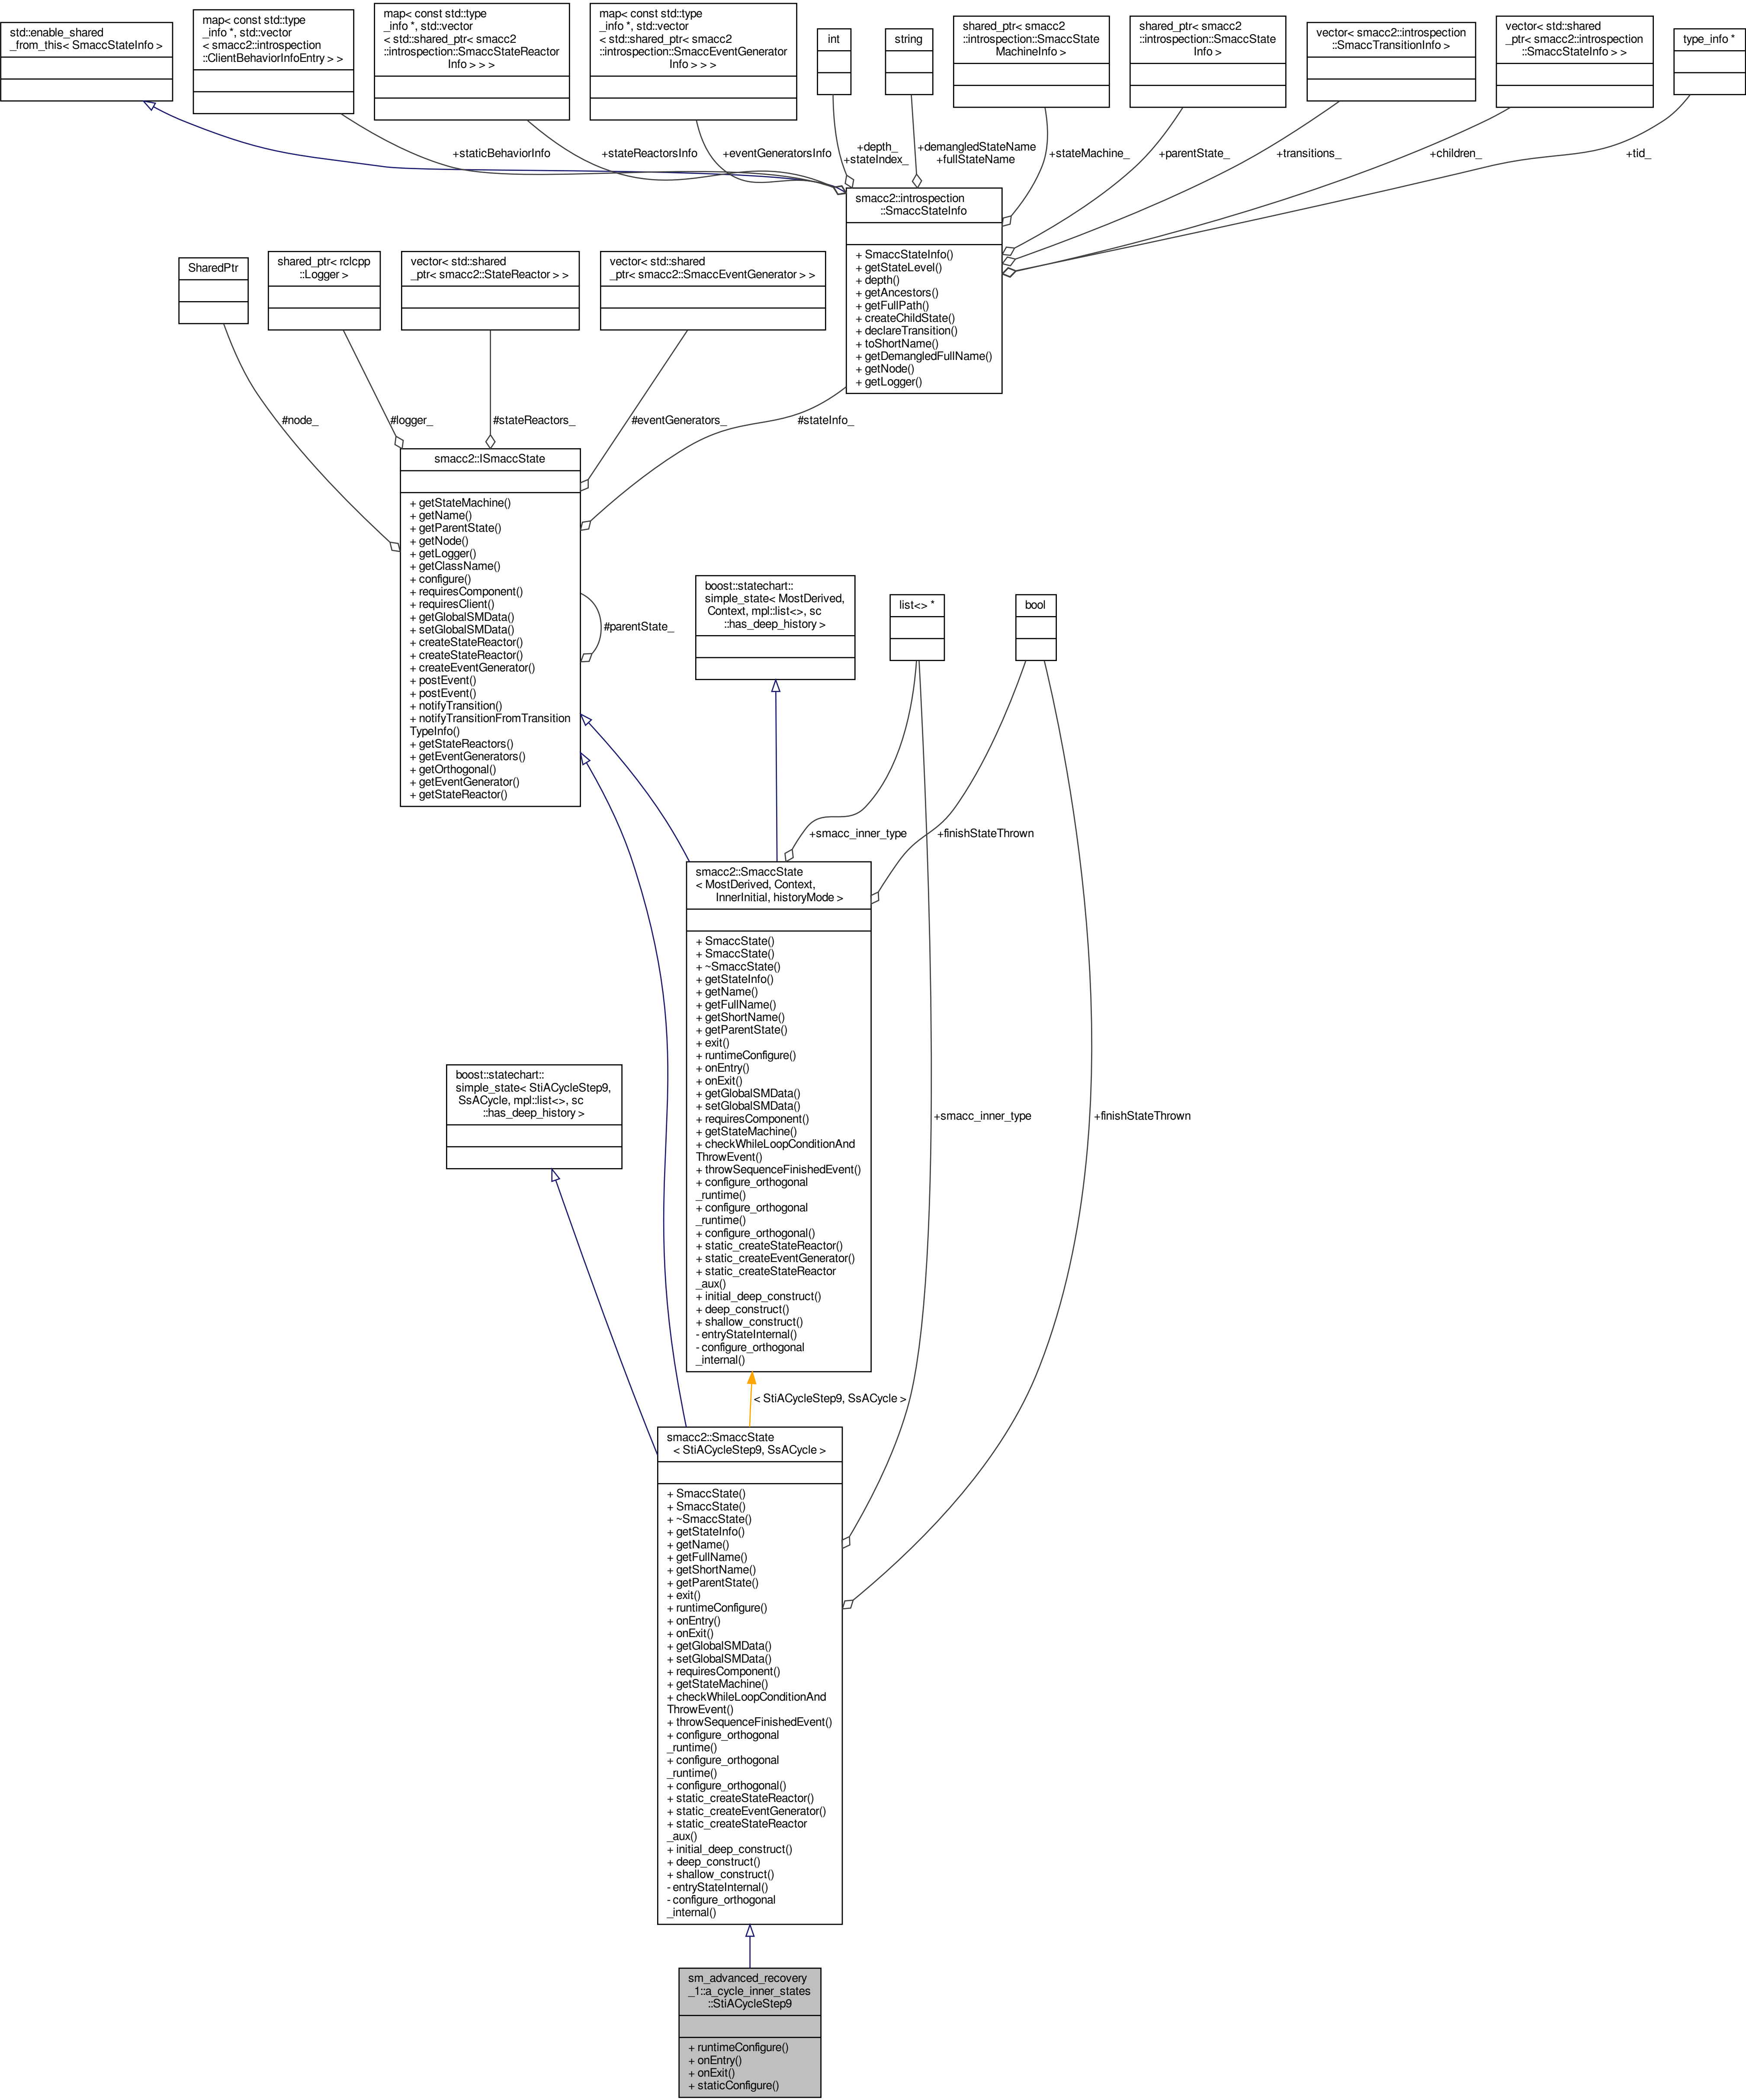 std::enable_shared
_from_this< SmaccStateInfo >
map< const std::type
_info *, std::vector
< smacc2::introspection
::ClientBehaviorInfoEntry > >
map< const std::type
_info *, std::vector
< std::shared_ptr< smacc2
::introspection::SmaccStateReactor
Info > > >
map< const std::type
_info *, std::vector
< std::shared_ptr< smacc2
::introspection::SmaccEventGenerator
Info > > >
int
string
shared_ptr< smacc2
::introspection::SmaccState
MachineInfo >
shared_ptr< smacc2
::introspection::SmaccState
Info >
vector< smacc2::introspection
::SmaccTransitionInfo >
vector< std::shared
_ptr< smacc2::introspection
::SmaccStateInfo > >
type_info *
+staticBehaviorInfo
+stateReactorsInfo
+eventGeneratorsInfo
+depth_
+stateIndex_
+demangledStateName
+fullStateName
+stateMachine_
+parentState_
+transitions_
+children_
+tid_
smacc2::introspection
::SmaccStateInfo
+ SmaccStateInfo()
+ getStateLevel()
+ depth()
+ getAncestors()
+ getFullPath()
+ createChildState()
+ declareTransition()
+ toShortName()
+ getDemangledFullName()
+ getNode()
+ getLogger()
SharedPtr
shared_ptr< rclcpp
::Logger >
vector< std::shared
_ptr< smacc2::StateReactor > >
vector< std::shared
_ptr< smacc2::SmaccEventGenerator > >
#node_
#logger_
#stateReactors_
#eventGenerators_
#stateInfo_
smacc2::ISmaccState
+ getStateMachine()
+ getName()
+ getParentState()
+ getNode()
+ getLogger()
+ getClassName()
+ configure()
+ requiresComponent()
+ requiresClient()
+ getGlobalSMData()
+ setGlobalSMData()
+ createStateReactor()
+ createStateReactor()
+ createEventGenerator()
+ postEvent()
+ postEvent()
+ notifyTransition()
+ notifyTransitionFromTransition
TypeInfo()
+ getStateReactors()
+ getEventGenerators()
+ getOrthogonal()
+ getEventGenerator()
+ getStateReactor()
#parentState_
boost::statechart::
simple_state< MostDerived,
Context, mpl::list<>, sc
::has_deep_history >
list<> *
bool
+smacc_inner_type
+finishStateThrown
smacc2::SmaccState
< MostDerived, Context,
InnerInitial, historyMode >
+ SmaccState()
+ SmaccState()
+ ~SmaccState()
+ getStateInfo()
+ getName()
+ getFullName()
+ getShortName()
+ getParentState()
+ exit()
+ runtimeConfigure()
+ onEntry()
+ onExit()
+ getGlobalSMData()
+ setGlobalSMData()
+ requiresComponent()
+ getStateMachine()
+ checkWhileLoopConditionAnd
ThrowEvent()
+ throwSequenceFinishedEvent()
+ configure_orthogonal
_runtime()
+ configure_orthogonal
_runtime()
+ configure_orthogonal()
+ static_createStateReactor()
+ static_createEventGenerator()
+ static_createStateReactor
_aux()
+ initial_deep_construct()
+ deep_construct()
+ shallow_construct()
- entryStateInternal()
- configure_orthogonal
_internal()
boost::statechart::
simple_state< StiACycleStep9,
SsACycle, mpl::list<>, sc
::has_deep_history >
+smacc_inner_type
+finishStateThrown
< StiACycleStep9, SsACycle >
smacc2::SmaccState
< StiACycleStep9, SsACycle >
+ SmaccState()
+ SmaccState()
+ ~SmaccState()
+ getStateInfo()
+ getName()
+ getFullName()
+ getShortName()
+ getParentState()
+ exit()
+ runtimeConfigure()
+ onEntry()
+ onExit()
+ getGlobalSMData()
+ setGlobalSMData()
+ requiresComponent()
+ getStateMachine()
+ checkWhileLoopConditionAnd
ThrowEvent()
+ throwSequenceFinishedEvent()
+ configure_orthogonal
_runtime()
+ configure_orthogonal
_runtime()
+ configure_orthogonal()
+ static_createStateReactor()
+ static_createEventGenerator()
+ static_createStateReactor
_aux()
+ initial_deep_construct()
+ deep_construct()
+ shallow_construct()
- entryStateInternal()
- configure_orthogonal
_internal()
sm_advanced_recovery
_1::a_cycle_inner_states
::StiACycleStep9
+ runtimeConfigure()
+ onEntry()
+ onExit()
+ staticConfigure()